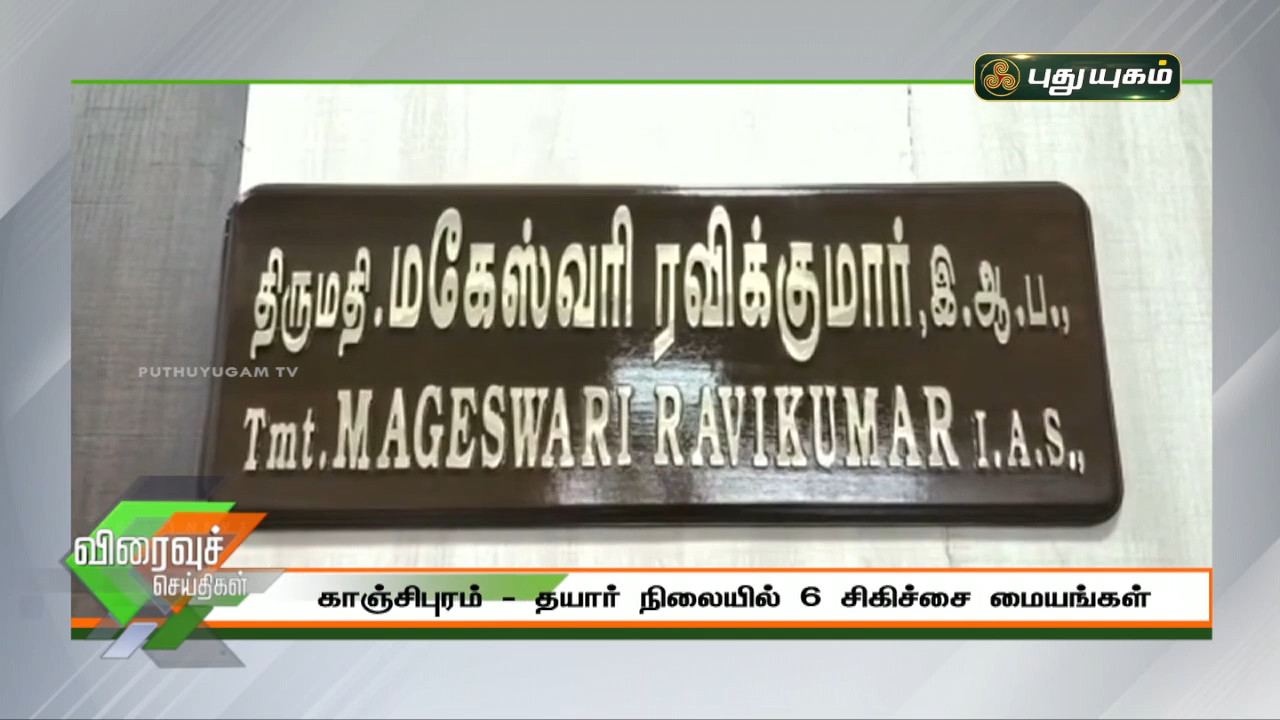 புதுயுகம்
திருமதி.மகேஸ்வரி ரவிக்குமார்,இ.ஆ.ப.,
PUTHUYUGAM TV
Tmt.MAGESWARI RAVIKUMAR I.A.S.,
விரைவுச்
செய்திகள்
காஞ்சிபுரம் - தயார் நிலையில் 6 சிகிச்சை மையங்கள்